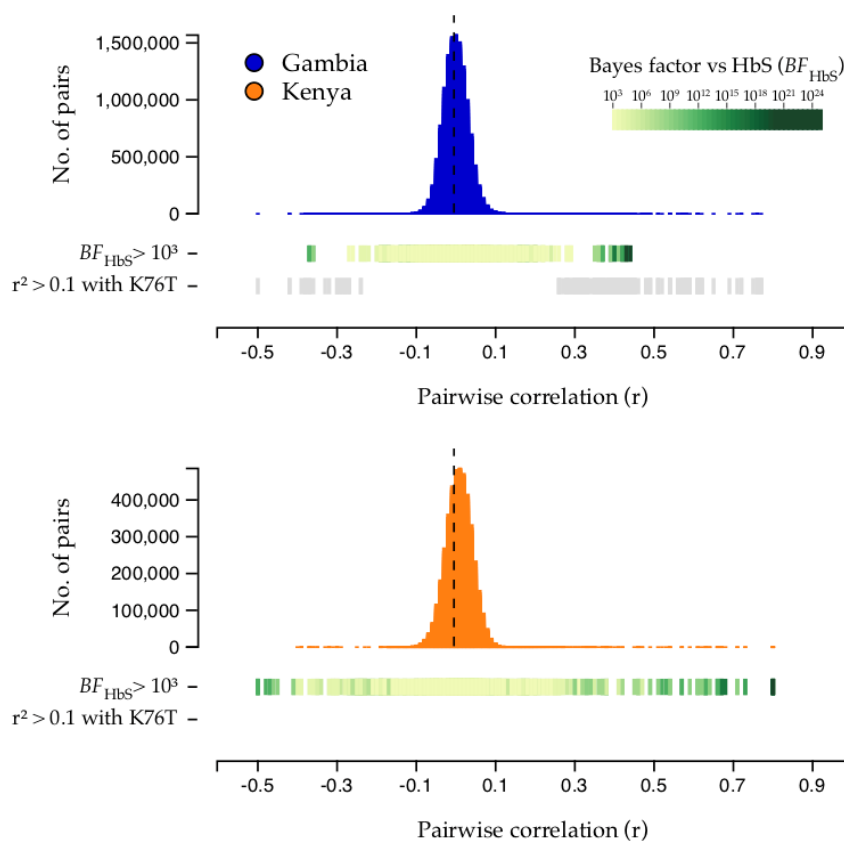 1,500,000
1,000,000
500,000
0
No. of pairs
Gambia
Kenya
Bayes factor vs HbS (BF_HbS)
10³ 10⁶ 10⁹ 10¹² 10¹⁵ 10¹⁸ 10²¹ 10²⁴
BF_HbS > 10³
r² > 0.1 with K76T
-0.5 -0.3 -0.1 0.1 0.3 0.5 0.7 0.9
Pairwise correlation (r)
400,000
300,000
200,000
100,000
0
No. of pairs
BF_HbS > 10³
r² > 0.1 with K76T
-0.5 -0.3 -0.1 0.1 0.3 0.5 0.7 0.9
Pairwise correlation (r)